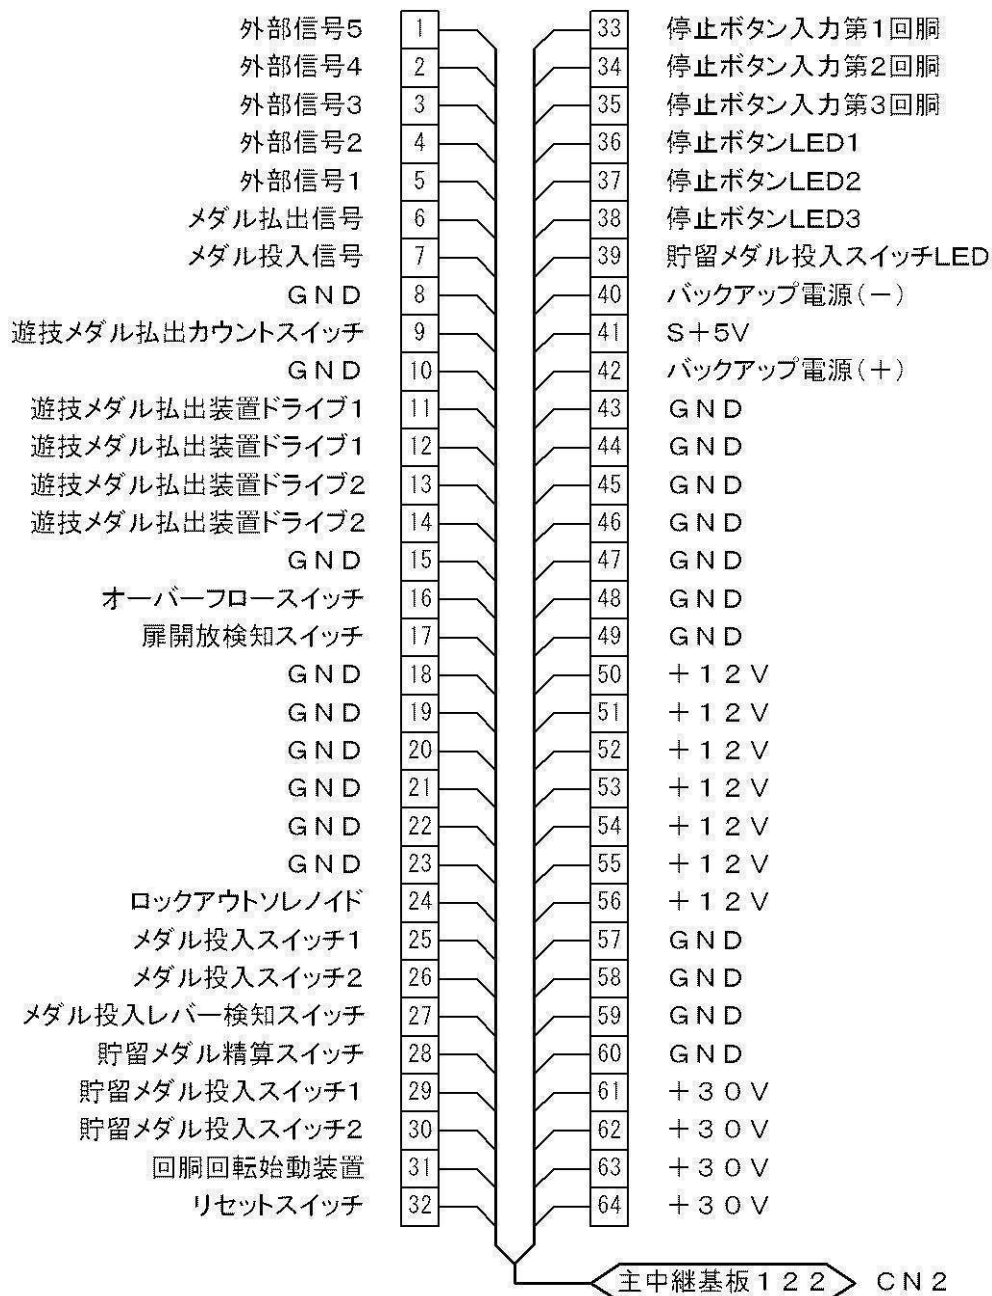 外部信号5 1
外部信号4 2
外部信号3 3
外部信号2 4
外部信号1 5
メダル払出信号 6
メダル投入信号 7
GND 8
遊技メダル払出カウントスイッチ 9
GND 10
遊技メダル払出装置ドライブ1 11
遊技メダル払出装置ドライブ1 12
遊技メダル払出装置ドライブ2 13
遊技メダル払出装置ドライブ2 14
GND 15
オーバーフロースイッチ 16
扉開放検知スイッチ 17
GND 18
GND 19
GND 20
GND 21
GND 22
GND 23
ロックアウトソレノイド 24
メダル投入スイッチ1 25
メダル投入スイッチ2 26
メダル投入レバー検知スイッチ 27
貯留メダル精算スイッチ 28
貯留メダル投入スイッチ1 29
貯留メダル投入スイッチ2 30
回胴回転始動装置 31
リセットスイッチ 32
33 停止ボタン入力第1回胴
34 停止ボタン入力第2回胴
35 停止ボタン入力第3回胴
36 停止ボタンLED1
37 停止ボタンLED2
38 停止ボタンLED3
39 貯留メダル投入スイッチLED
40 バックアップ電源(－)
41 S+5V
42 バックアップ電源(＋)
43 GND
44 GND
45 GND
46 GND
47 GND
48 GND
49 GND
50 ＋12V
51 ＋12V
52 ＋12V
53 ＋12V
54 ＋12V
55 ＋12V
56 ＋12V
57 GND
58 GND
59 GND
60 GND
61 ＋30V
62 ＋30V
63 ＋30V
64 ＋30V
主中継基板122 CN2